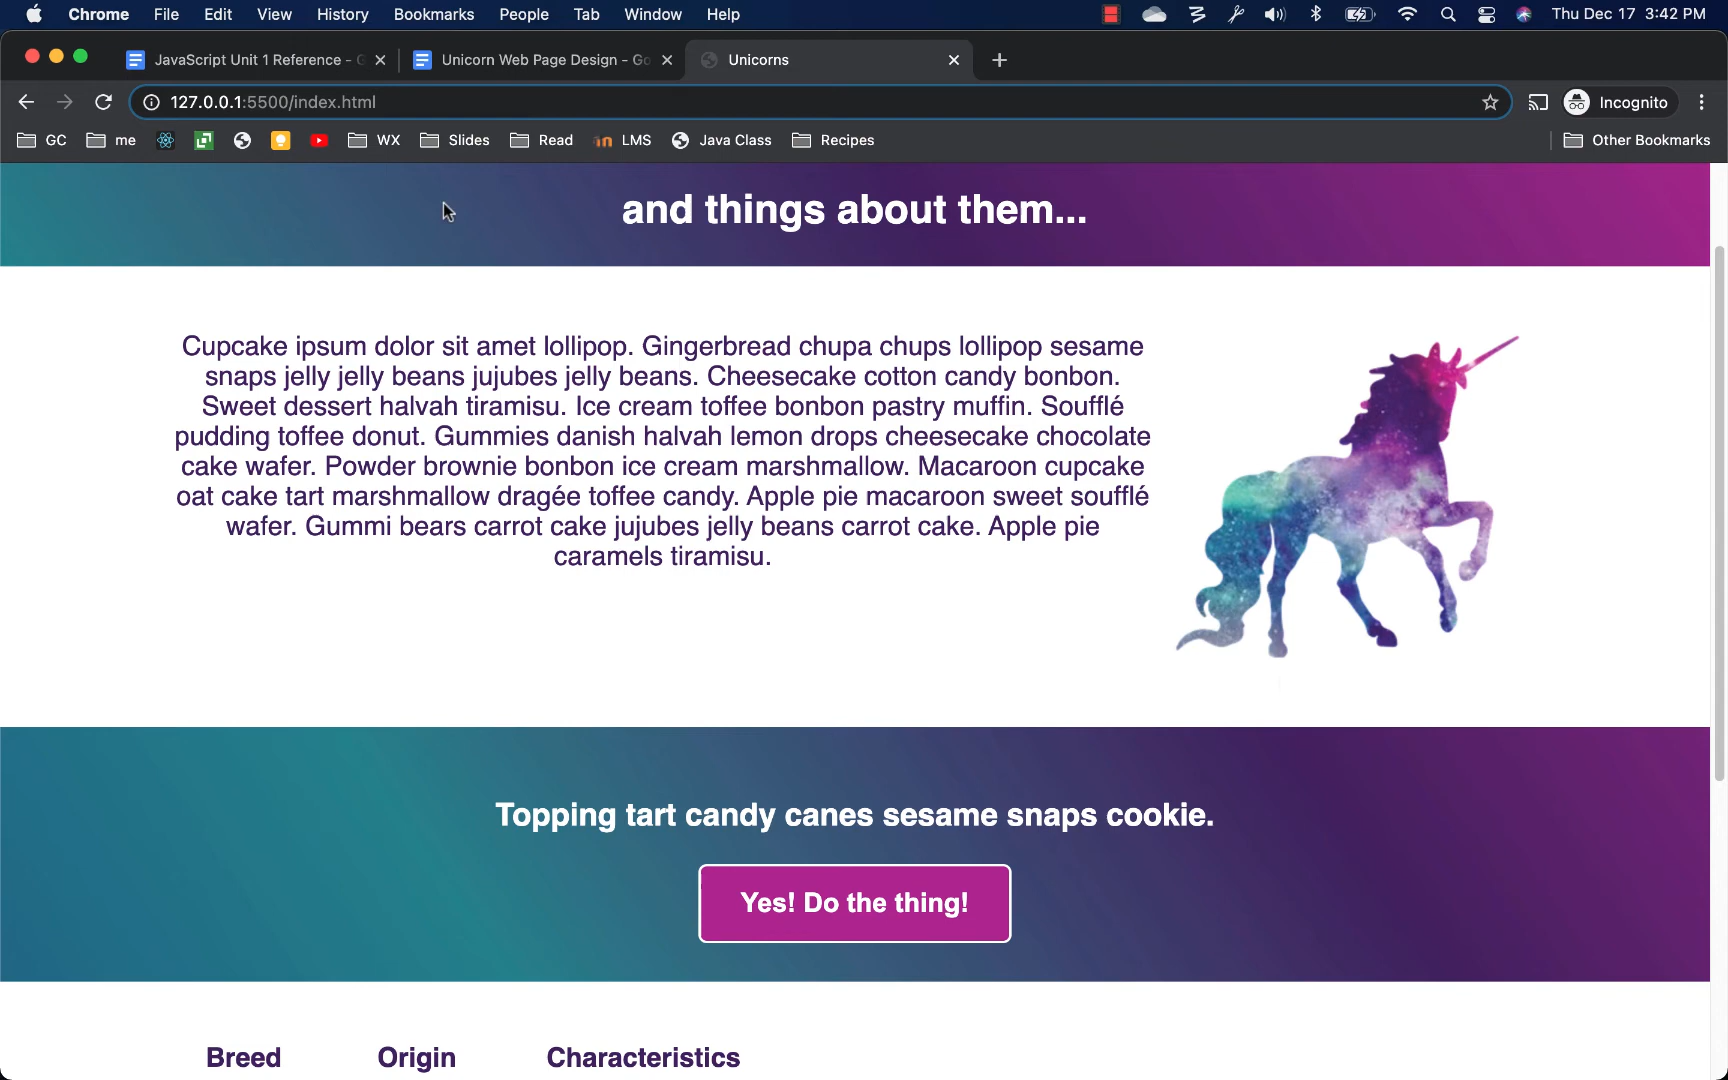 Chrome File Edit View History Bookmarks People Tab Window Help Thu Dec 17 3:42 PM
JavaScript Unit 1 Reference - G Unicorn Web Page Design - Go Unicorns
127.0.0.1:5500/index.html Incognito
GC me WX Slides Read LMS Java Class Recipes Other Bookmarks
and things about them...
Cupcake ipsum dolor sit amet lollipop. Gingerbread chupa chups lollipop sesame
snaps jelly jelly beans jujubes jelly beans. Cheesecake cotton candy bonbon.
Sweet dessert halvah tiramisu. Ice cream toffee bonbon pastry muffin. Soufflé
pudding toffee donut. Gummies danish halvah lemon drops cheesecake chocolate
cake wafer. Powder brownie bonbon ice cream marshmallow. Macaroon cupcake
oat cake tart marshmallow dragée toffee candy. Apple pie macaroon sweet soufflé
wafer. Gummi bears carrot cake jujubes jelly beans carrot cake. Apple pie
caramels tiramisu.
Topping tart candy canes sesame snaps cookie.
Yes! Do the thing!
Breed Origin Characteristics